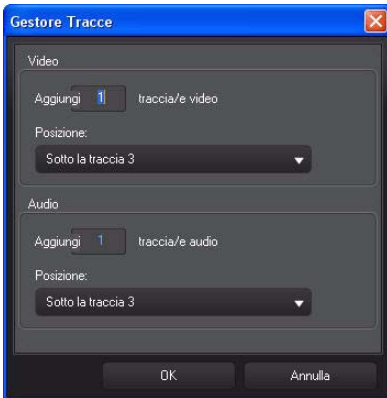 Gestore Tracce
Video
Aggiungi 1 traccia/e video
Posizione:
Sotto la traccia 3
Audio
Aggiungi 1 traccia/e audio
Posizione:
Sotto la traccia 3
OK Annulla